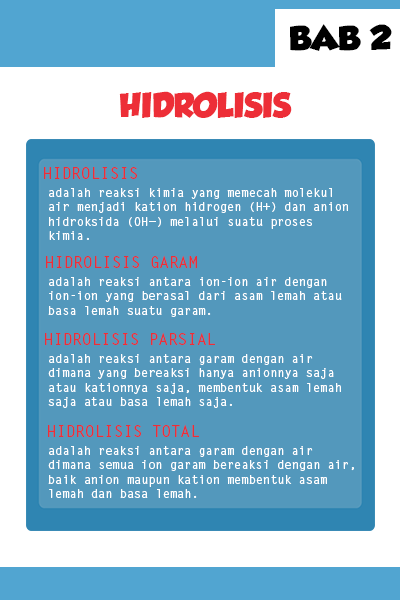 BAB 2
HIDROLISIS
HIDROLISIS
adalah reaksi kimia yang memecah molekul
air menjadi kation hidrogen (H+) dan anion
hidroksida (OH–) melalui suatu proses
kimia.
HIDROLISIS GARAM
adalah reaksi antara ion-ion air dengan
ion-ion yang berasal dari asam lemah atau
basa lemah suatu garam.
HIDROLISIS PARSIAL
adalah reaksi antara garam dengan air
dimana yang bereaksi hanya anionnya saja
atau kationnya saja, membentuk asam lemah
saja atau basa lemah saja.
HIDROLISIS TOTAL
adalah reaksi antara garam dengan air
dimana semua ion garam bereaksi dengan air,
baik anion maupun kation membentuk asam
lemah dan basa lemah.